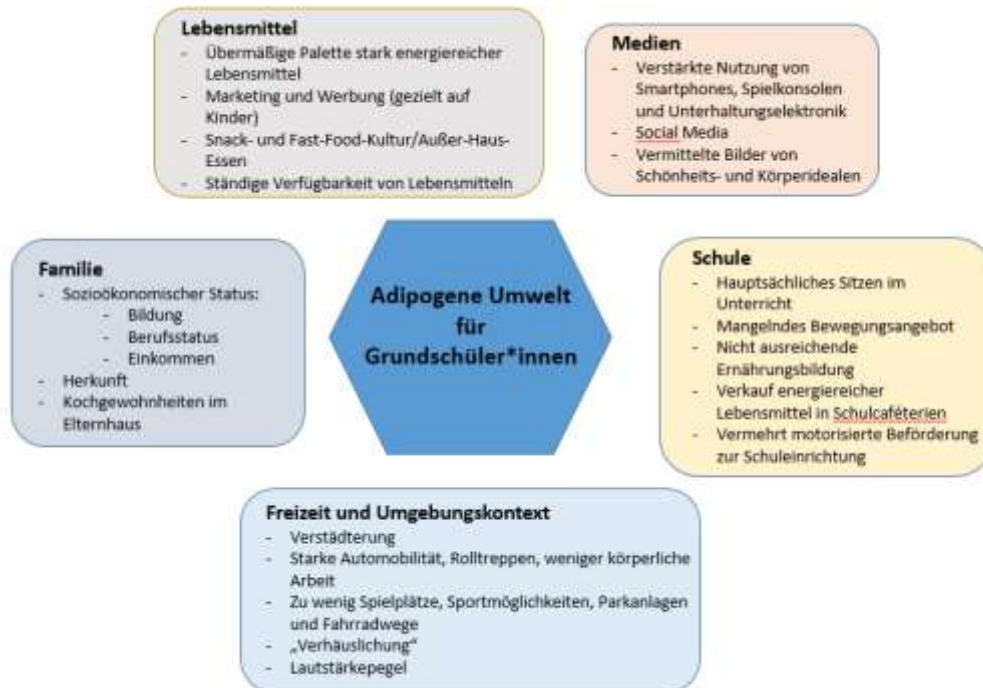 Lebensmittel
- Übermäßige Palette stark energiereicher
Lebensmittel
- Marketing und Werbung (gezielt auf
Kinder)
- Snack- und Fast-Food-Kultur/Außer-Haus-
Essen
- Ständige Verfügbarkeit von Lebensmitteln
Medien
- Verstärkte Nutzung von
Smartphones, Spielkonsolen
und Unterhaltungselektronik
- Social Media
- Vermittelte Bilder von
Schönheits- und Körperidealen
Familie
- Sozioökonomischer Status:
- Bildung
- Berufsstatus
- Einkommen
- Herkunft
- Kochgewohnheiten im
Elternhaus
Adipogene Umwelt
für
Grundschüler*innen
Schule
- Hauptsächliches Sitzen im
Unterricht
- Mangelndes Bewegungsangebot
- Nicht ausreichende
Ernährungsbildung
- Verkauf energiereicher
Lebensmittel in Schulcaféterien
- Vermehrt motorisierte Beförderung
zur Schuleinrichtung
Freizeit und Umgebungskontext
- Verstädterung
- Starke Automobilität, Rolltreppen, weniger körperliche
Arbeit
- Zu wenig Spielplätze, Sportmöglichkeiten, Parkanlagen
und Fahrradwege
- „Verhäuslichung“
- Lautstärkepegel